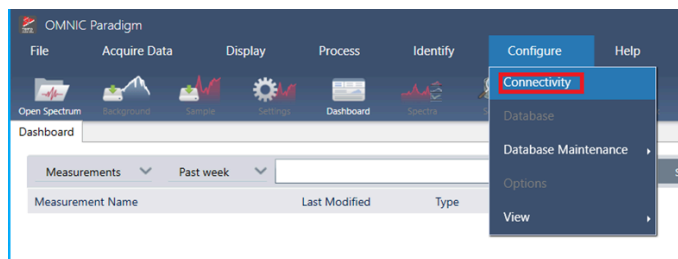 OMNIC Paradigm
File Acquire Data Display Process Identify Configure Help
Connectivity
Open Spectrum Background Sample Settings Dashboard Spectra
Database
Dashboard
Database Maintenance
Measurements Past week
Options
Measurement Name Last Modified Type
View